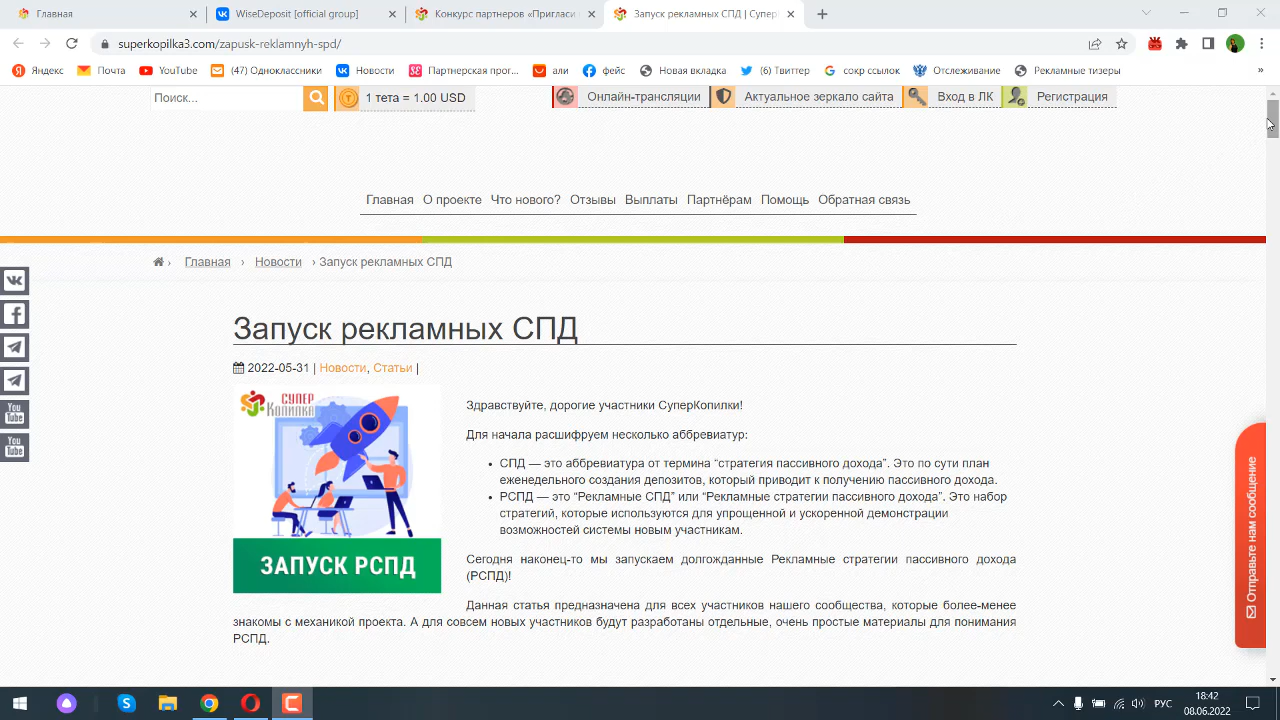 Главная
WiseDeposit [official group]
Конкурс партнеров «Пригласи
Запуск рекламных СПД | Супер
superkopilka3.com/zapusk-reklamnyh-spd/
Яндекс
Почта
YouTube
(47) Одноклассники
Новости
Партнерская прог...
али
фейс
Новая вкладка
(6) Твиттер
сокр ссылок
Отслеживание
Рекламные тизеры
»
Поиск...
1 тета = 1.00 USD
Онлайн-трансляции
Актуальное зеркало сайта
Вход в ЛК
Регистрация
Главная О проекте Что нового? Отзывы Выплаты Партнёрам Помощь Обратная связь
› Главная › Новости › Запуск рекламных СПД
Запуск рекламных СПД
2022-05-31 | Новости, Статьи |
СУПЕР
КОПИЛКА
ЗАПУСК РСПД
Здравствуйте, дорогие участники СуперКопилки!
Для начала расшифруем несколько аббревиатур:
• СПД — это аббревиатура от термина “стратегия пассивного дохода”. Это по сути план
еженедельного создания депозитов, который приводит к получению пассивного дохода.
• РСПД — это “Рекламные СПД” или “Рекламные стратегии пассивного дохода”. Это набор
стратегий, которые используются для упрощенной и ускоренной демонстрации
возможностей системы новым участникам.
Сегодня наконец-то мы запускаем долгожданные Рекламные стратегии пассивного дохода
(РСПД)!
Данная статья предназначена для всех участников нашего сообщества, которые более-менее
знакомы с механикой проекта. А для совсем новых участников будут разработаны отдельные, очень простые материалы для понимания
РСПД.
You
Tube
You
Tube
Отправьте нам сообщение
РУС
18:42
08.06.2022